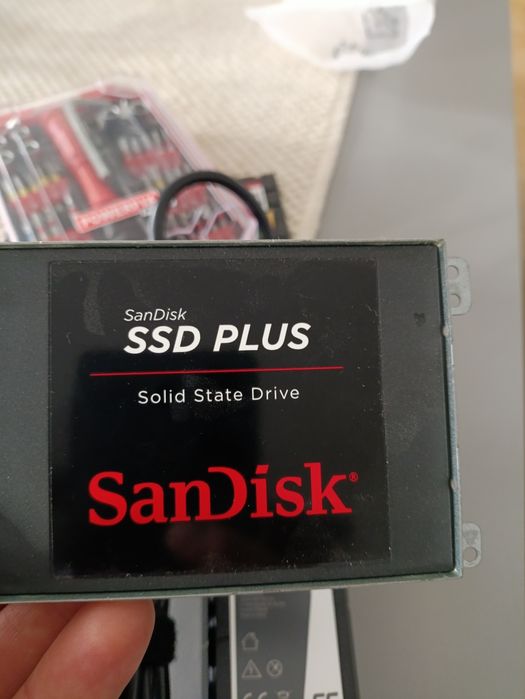 SanDisk
SSD PLUS
Solid State Drive
SanDisk®